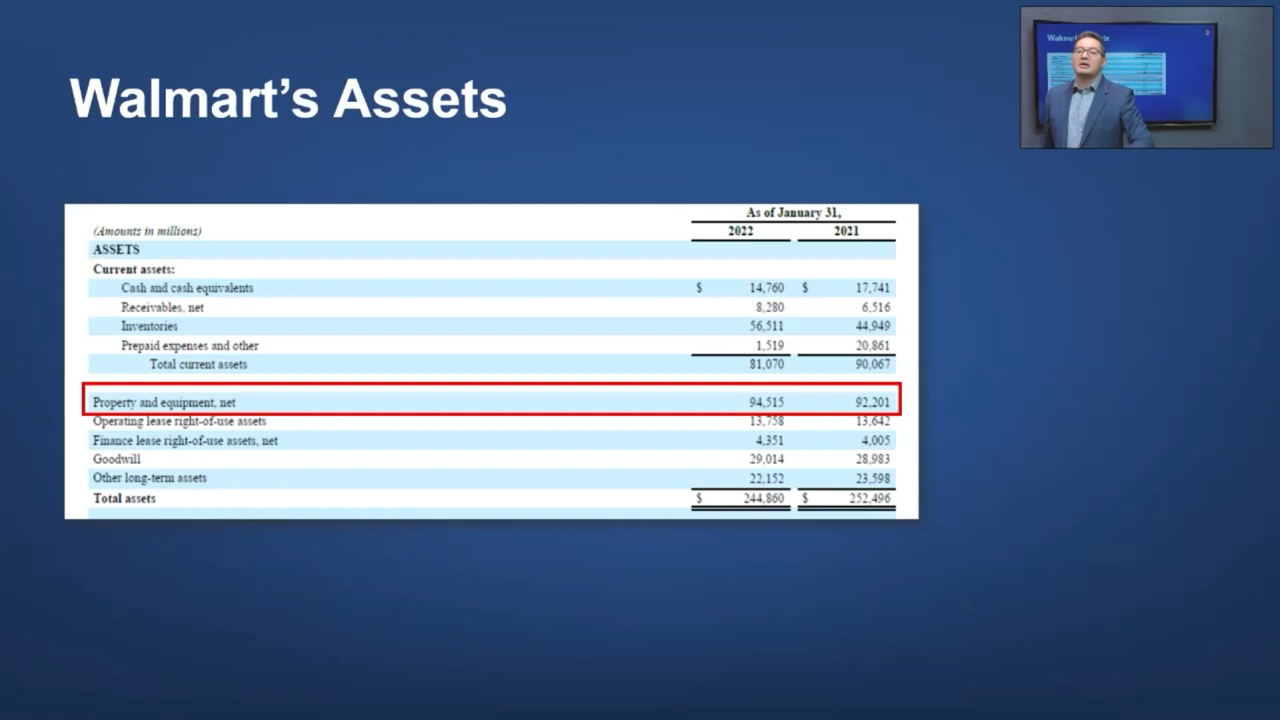 Walmart’s Assets
As of January 31,
(Amounts in millions) 2022 2021
ASSETS
Current assets:
Cash and cash equivalents $ 14,760 $ 17,741
Receivables, net 8,280 6,516
Inventories 56,511 44,949
Prepaid expenses and other 1,519 20,861
Total current assets 81,070 90,067
Property and equipment, net 94,515 92,201
Operating lease right-of-use assets 13,758 13,642
Finance lease right-of-use assets, net 4,351 4,005
Goodwill 29,014 28,983
Other long-term assets 22,152 23,598
Total assets $ 244,860 $ 252,496